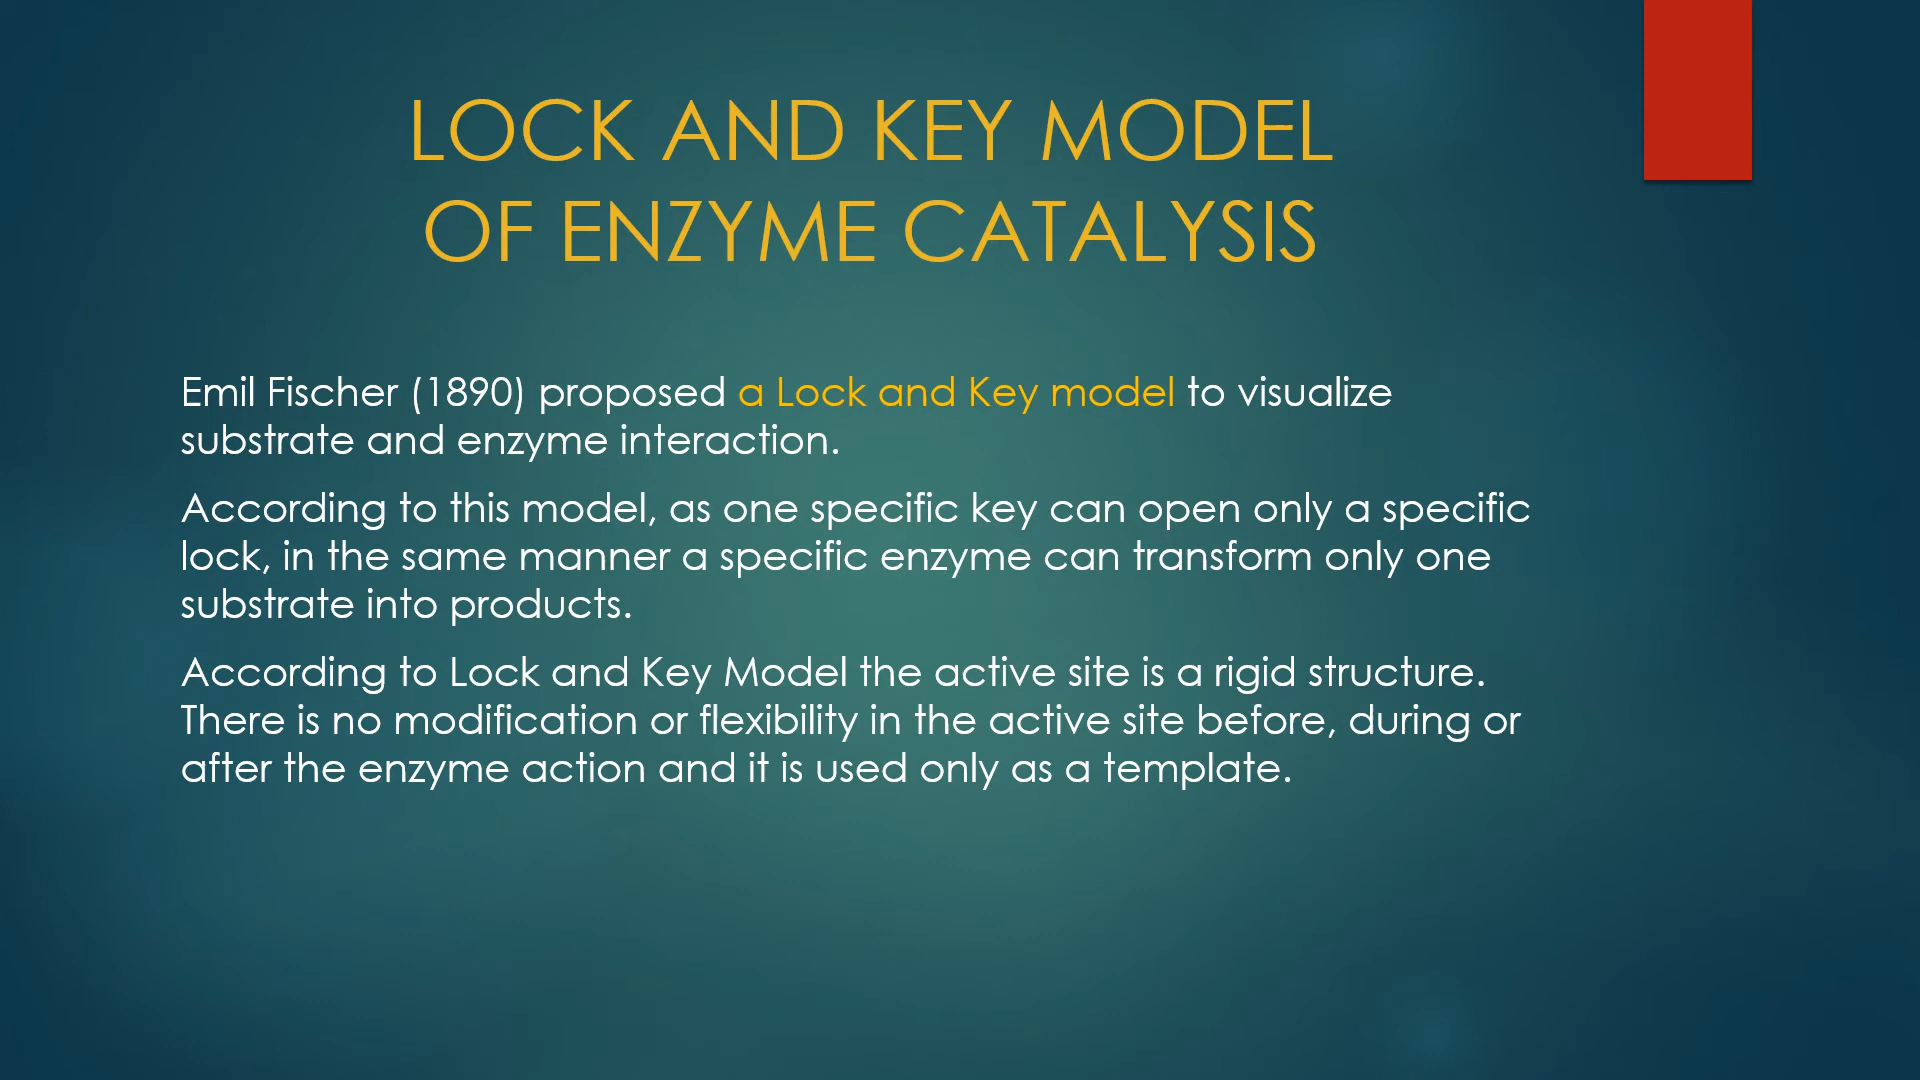 LOCK AND KEY MODEL
OF ENZYME CATALYSIS
Emil Fischer (1890) proposed a Lock and Key model to visualize
substrate and enzyme interaction.
According to this model, as one specific key can open only a specific
lock, in the same manner a specific enzyme can transform only one
substrate into products.
According to Lock and Key Model the active site is a rigid structure.
There is no modification or flexibility in the active site before, during or
after the enzyme action and it is used only as a template.